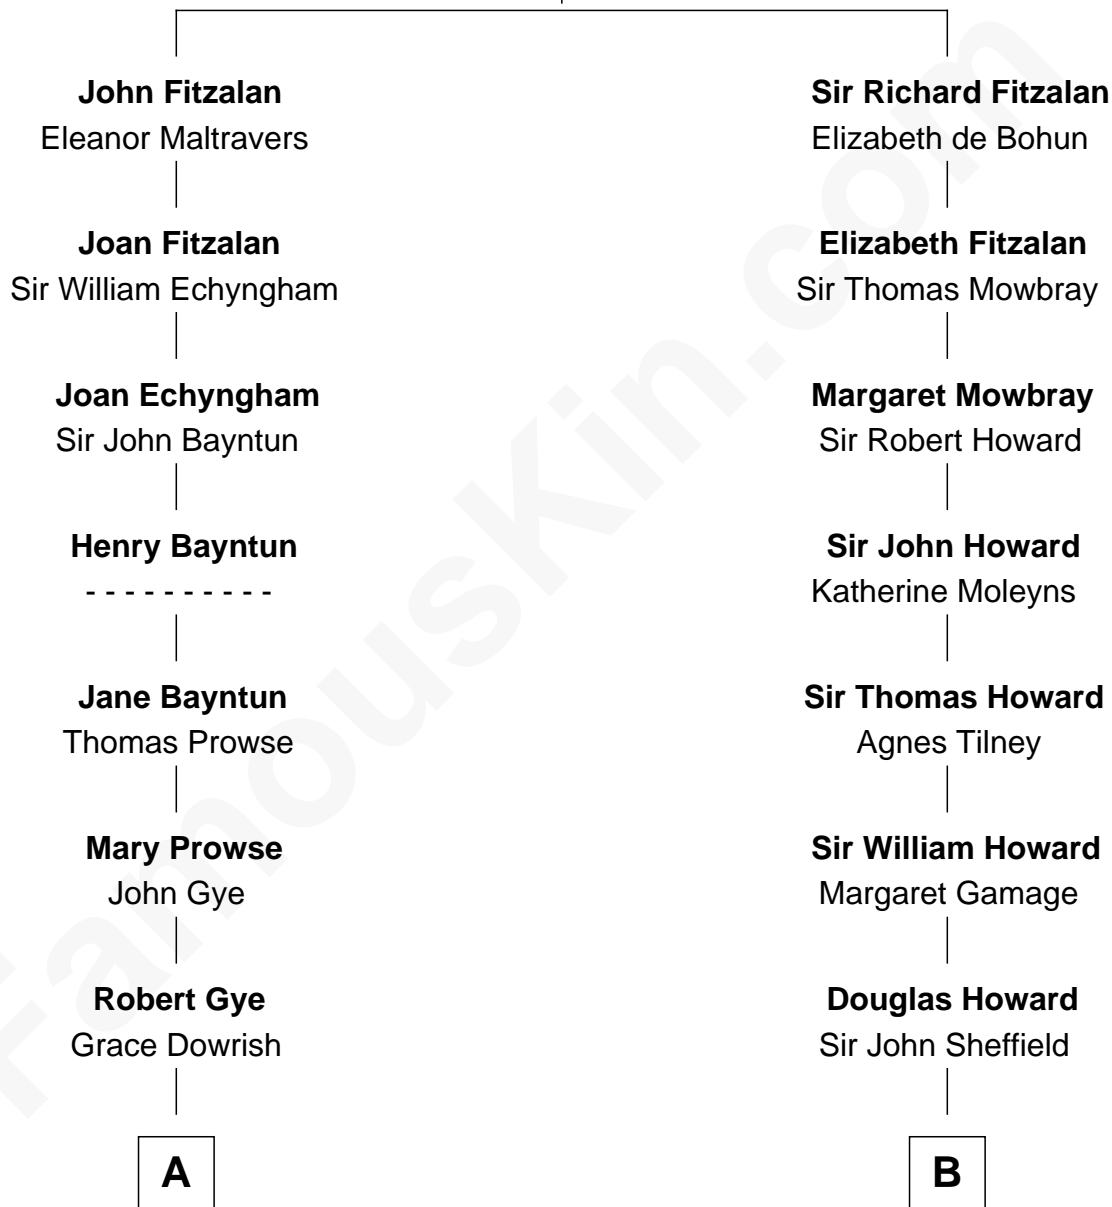 John Fitzalan
Eleanor Maltravers
Joan Fitzalan
Sir William Echyngham
Joan Echyngham
Sir John Bayntun
Henry Bayntun
- - - - - - - - - -
Jane Bayntun
Thomas Prowse
Mary Prowse
John Gye
Robert Gye
Grace Dowrish
A
Sir Richard Fitzalan
Elizabeth de Bohun
Elizabeth Fitzalan
Sir Thomas Mowbray
Margaret Mowbray
Sir Robert Howard
Sir John Howard
Katherine Moleyns
Sir Thomas Howard
Agnes Tilney
Sir William Howard
Margaret Gamage
Douglas Howard
Sir John Sheffield
B
FamousKin.com